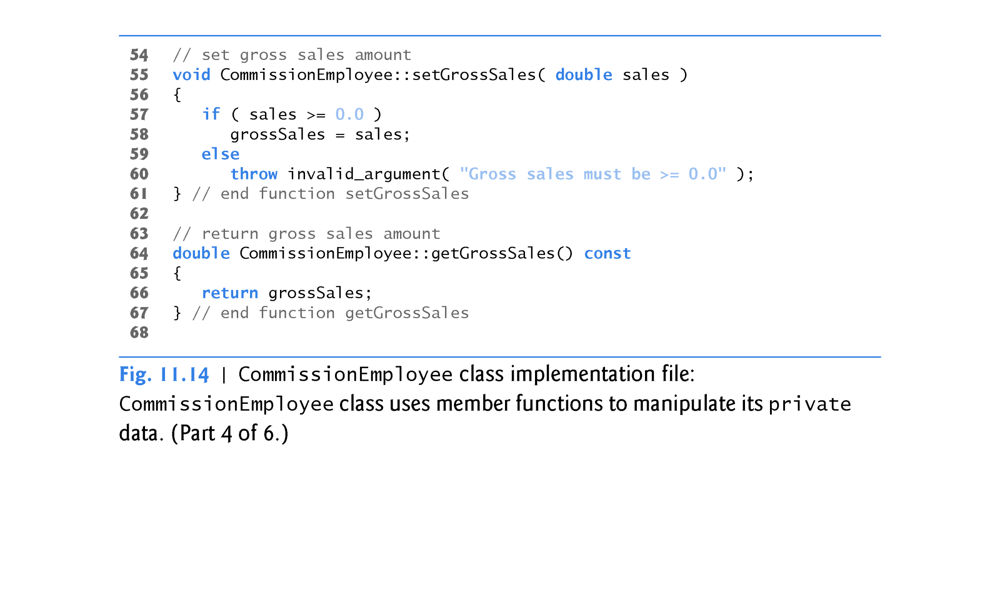 54 // set gross sales amount
55 void CommissionEmployee::setGrossSales( double sales )
56 {
57    if ( sales >= 0.0 )
58       grossSales = sales;
59    else
60       throw invalid_argument( "Gross sales must be >= 0.0" );
61 } // end function setGrossSales
62
63 // return gross sales amount
64 double CommissionEmployee::getGrossSales() const
65 {
66    return grossSales;
67 } // end function getGrossSales
68
Fig. 11.14 | CommissionEmployee class implementation file:
CommissionEmployee class uses member functions to manipulate its private
data. (Part 4 of 6.)